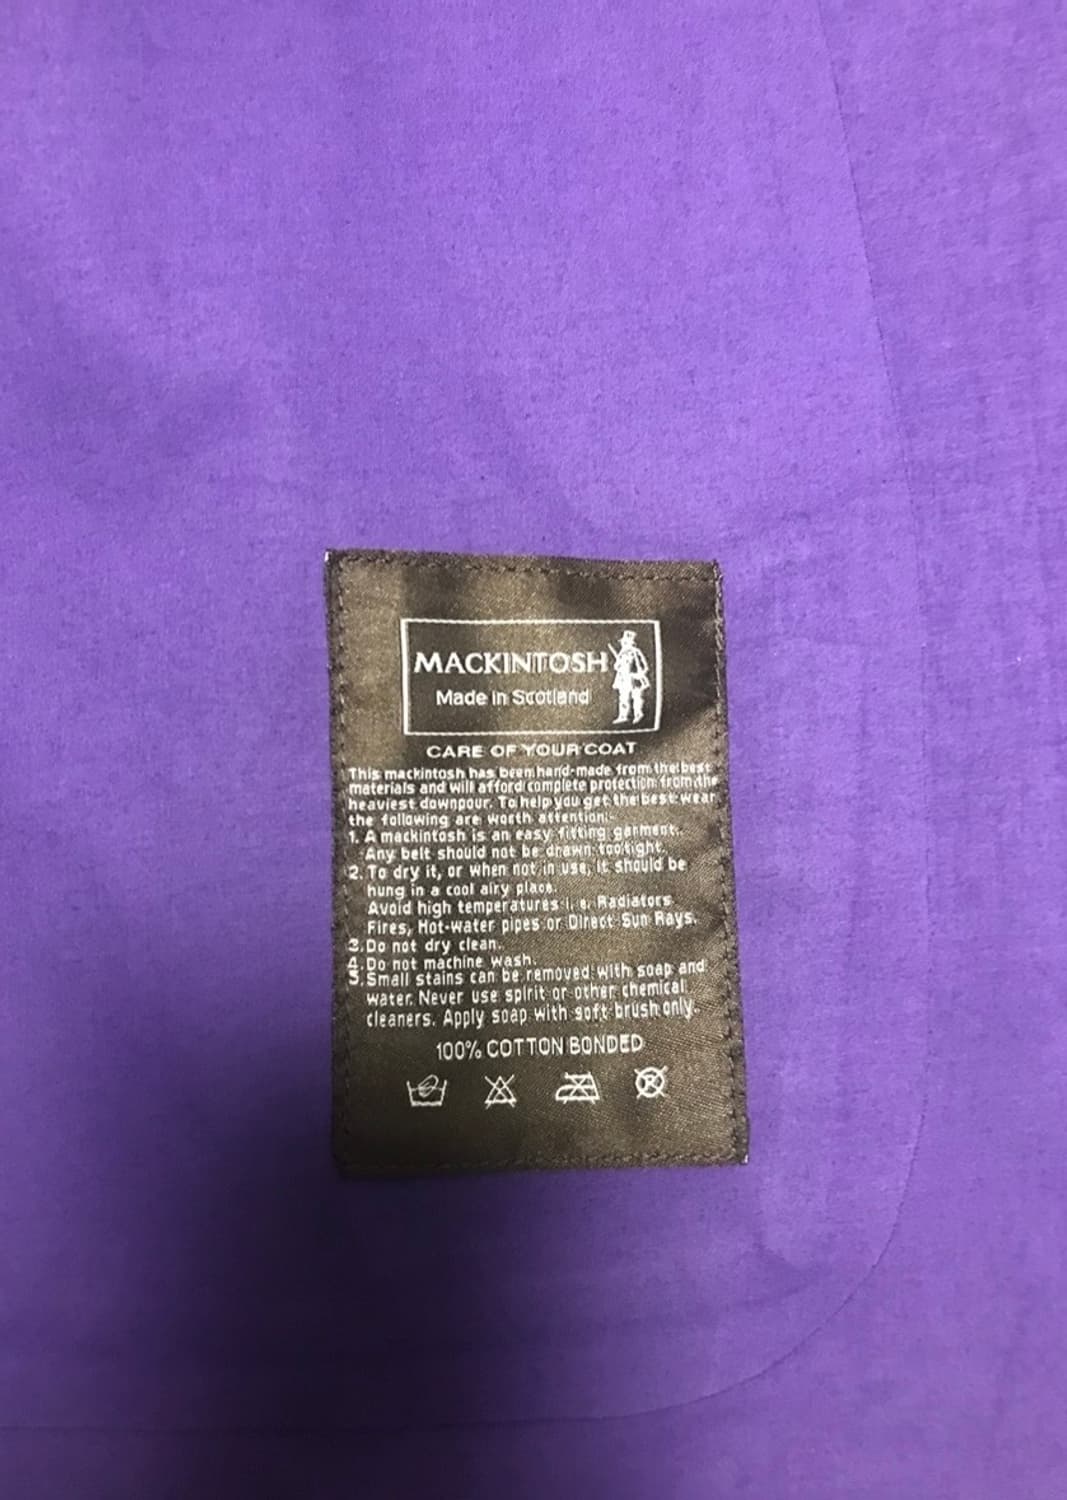 MACKINTOSH
Made in Scotland
CARE OF YOUR COAT
This mackintosh has been hand-made from the best
materials and will afford complete protection from the
heaviest downpour. To help you get the best wear
the following are worth attention:-
1. A mackintosh is an easy fitting garment.
Any belt should not be drawn too tight.
2. To dry it, or when not in use, it should be
hung in a cool airy place.
Avoid high temperatures i.e. Radiators
Fires, Hot-water pipes or Direct Sun Rays.
3. Do not dry clean.
4. Do not machine wash.
5. Small stains can be removed with soap and
water. Never use spirit or other chemical
cleaners. Apply soap with soft brush only.
100% COTTON BONDED